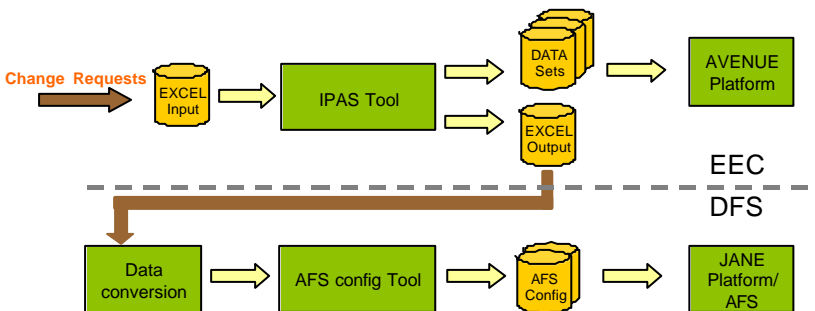 Change Requests
EXCEL
Input
IPAS Tool
DATA
Sets
EXCEL
Output
AVENUE
Platform
EEC
DFS
Data
conversion
AFS config Tool
AFS
Config
JANE
Platform/
AFS